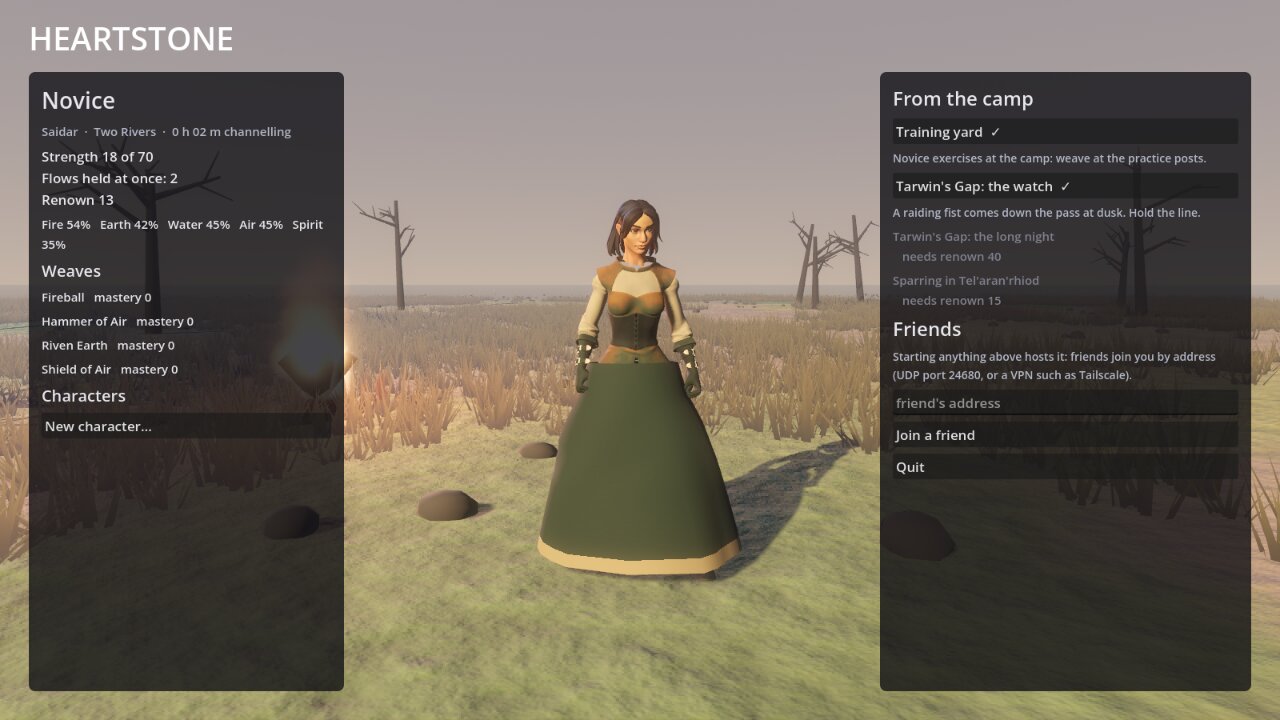 HEARTSTONE
Novice
Saidar · Two Rivers · 0 h 02 m channelling
Strength 18 of 70
Flows held at once: 2
Renown 13
Fire 54% Earth 42% Water 45% Air 45% Spirit
35%
Weaves
Fireball mastery 0
Hammer of Air mastery 0
Riven Earth mastery 0
Shield of Air mastery 0
Characters
New character...
From the camp
Training yard ✓
Novice exercises at the camp: weave at the practice posts.
Tarwin's Gap: the watch ✓
A raiding fist comes down the pass at dusk. Hold the line.
Tarwin's Gap: the long night
needs renown 40
Sparring in Tel'aran'rhiod
needs renown 15
Friends
Starting anything above hosts it: friends join you by address
(UDP port 24680, or a VPN such as Tailscale).
friend's address
Join a friend
Quit